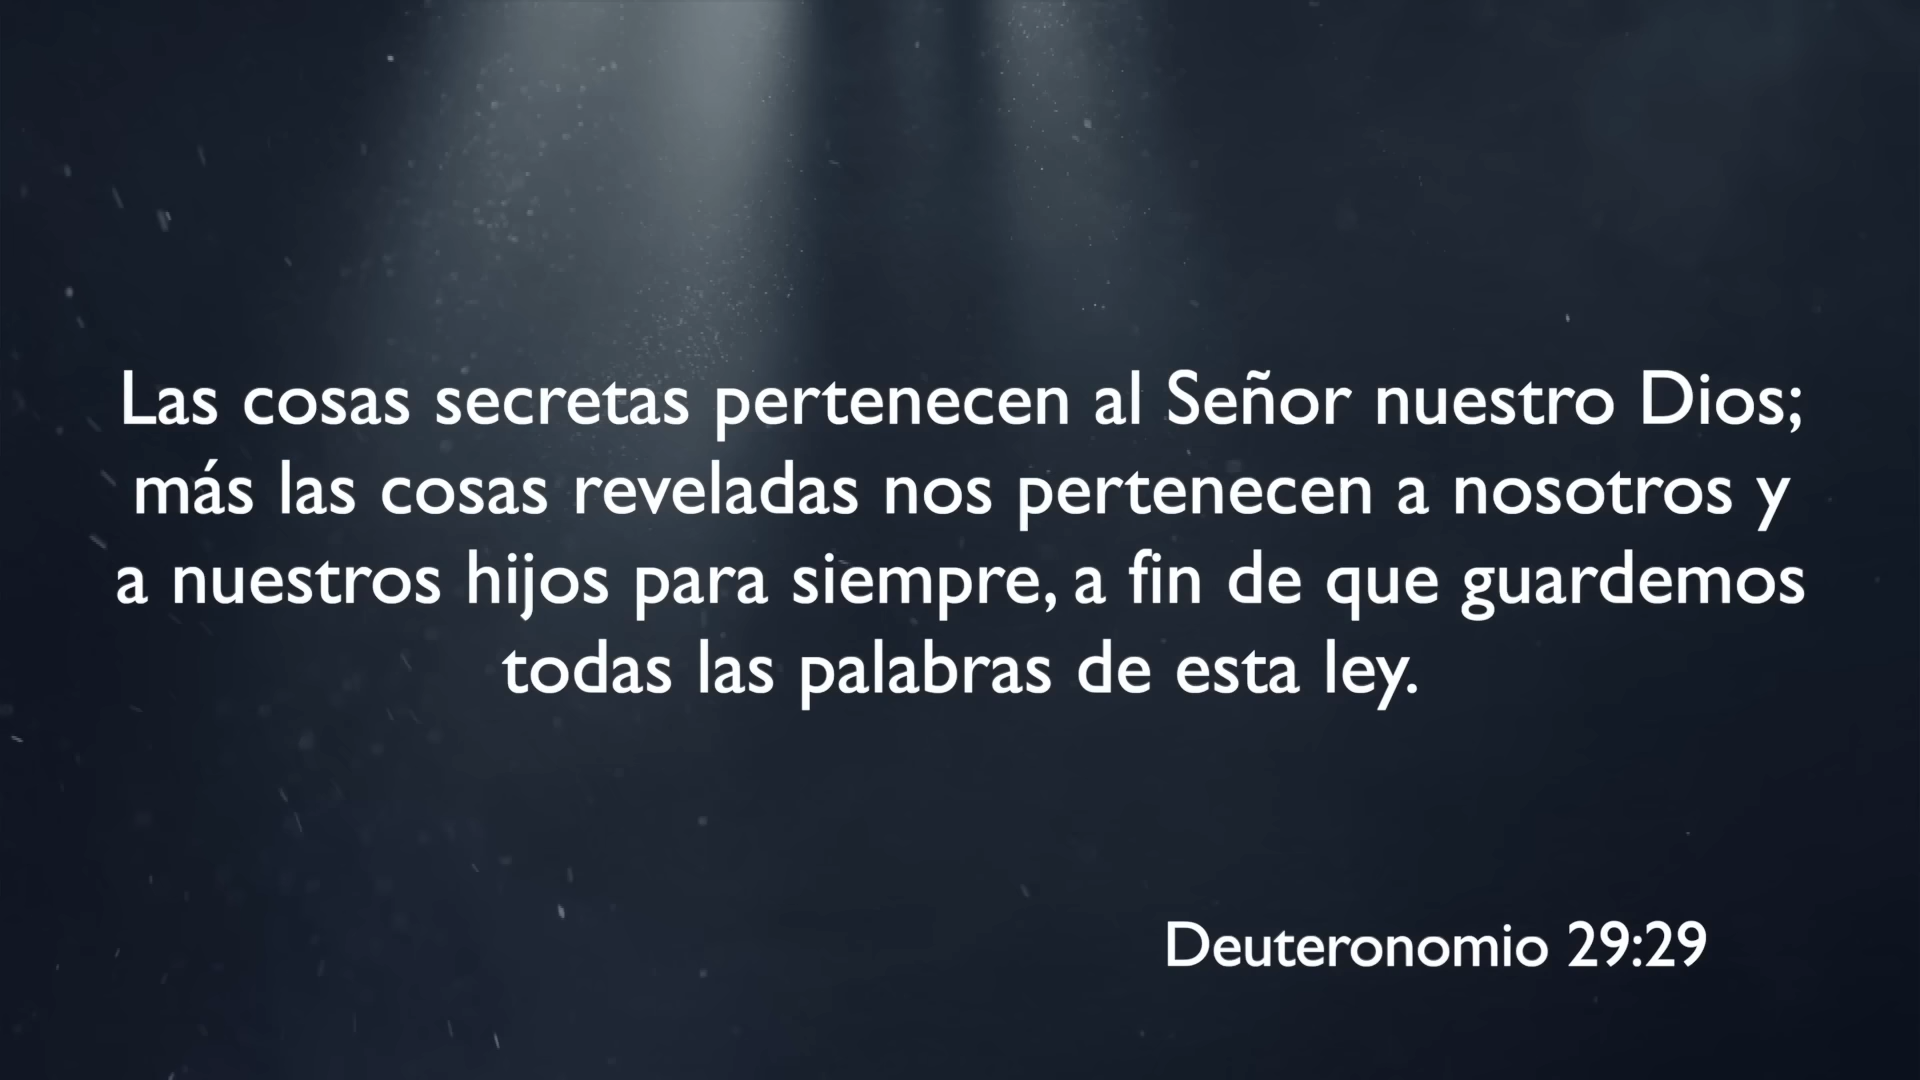 Las cosas secretas pertenecen al Señor nuestro Dios;
más las cosas reveladas nos pertenecen a nosotros y
a nuestros hijos para siempre, a fin de que guardemos
todas las palabras de esta ley.
Deuteronomio 29:29